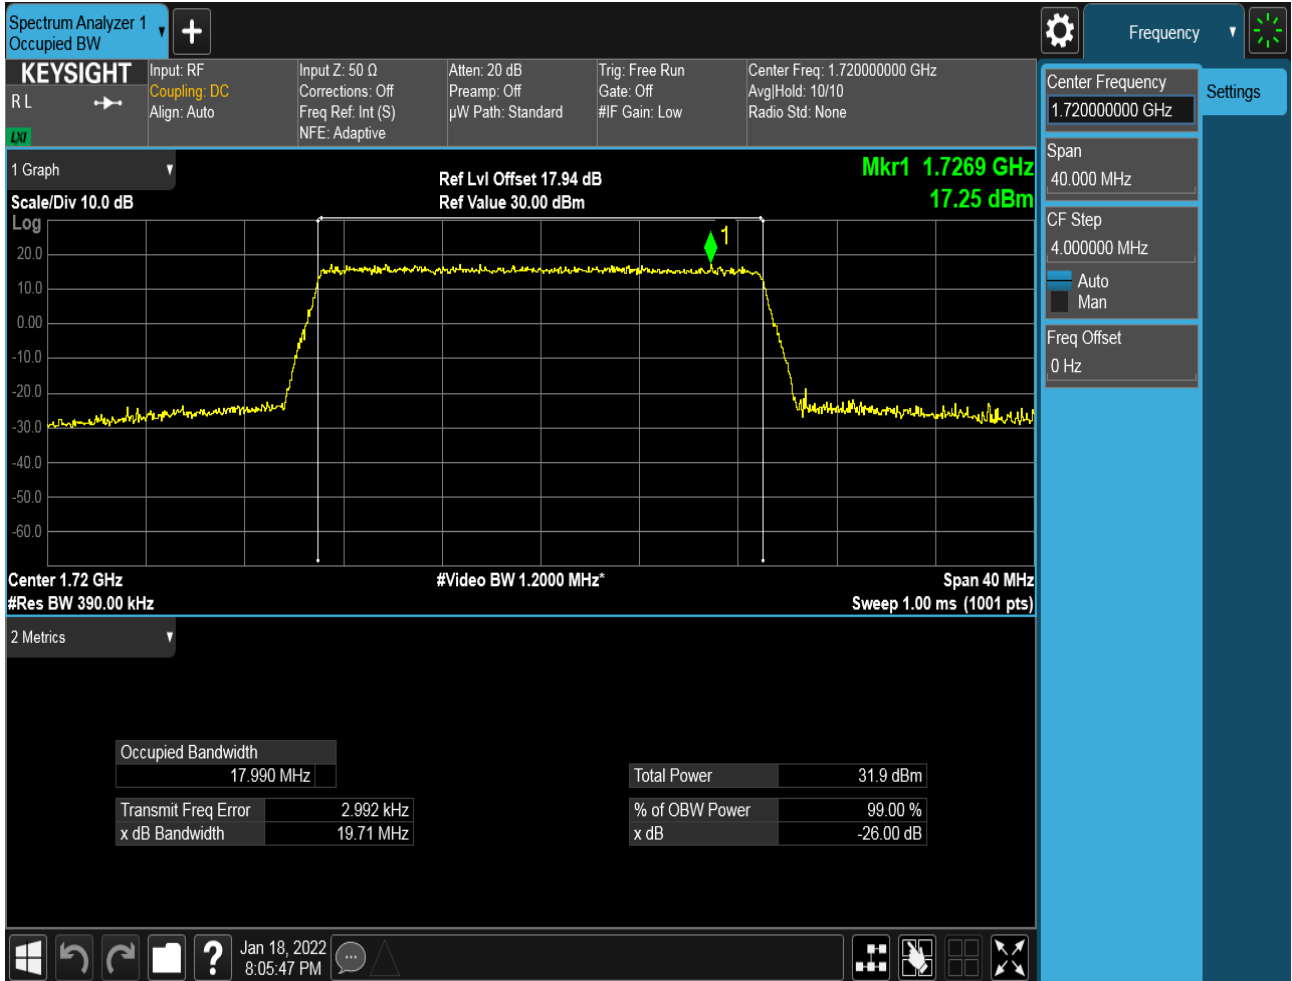 Spectrum Analyzer 1
Occupied BW
Frequency
KEYSIGHT
R L
LXI
Input: RF
Coupling: DC
Align: Auto
Input Z: 50 Ω
Corrections: Off
Freq Ref: Int (S)
NFE: Adaptive
Atten: 20 dB
Preamp: Off
µW Path: Standard
Trig: Free Run
Gate: Off
#IF Gain: Low
Center Freq: 1.720000000 GHz
Avg|Hold: 10/10
Radio Std: None
Center Frequency
1.720000000 GHz
Settings
Span
40.000 MHz
CF Step
4.000000 MHz
Auto
Man
Freq Offset
0 Hz
1 Graph
Scale/Div 10.0 dB
Ref Lvl Offset 17.94 dB
Ref Value 30.00 dBm
Mkr1 1.7269 GHz
17.25 dBm
Log
1
20.0
10.0
0.00
-10.0
-20.0
-30.0
-40.0
-50.0
-60.0
Center 1.72 GHz
#Video BW 1.2000 MHz*
Span 40 MHz
#Res BW 390.00 kHz
Sweep 1.00 ms (1001 pts)
2 Metrics
Occupied Bandwidth
17.990 MHz
Total Power 31.9 dBm
Transmit Freq Error 2.992 kHz
% of OBW Power 99.00 %
x dB Bandwidth 19.71 MHz
x dB -26.00 dB
?
Jan 18, 2022
8:05:47 PM